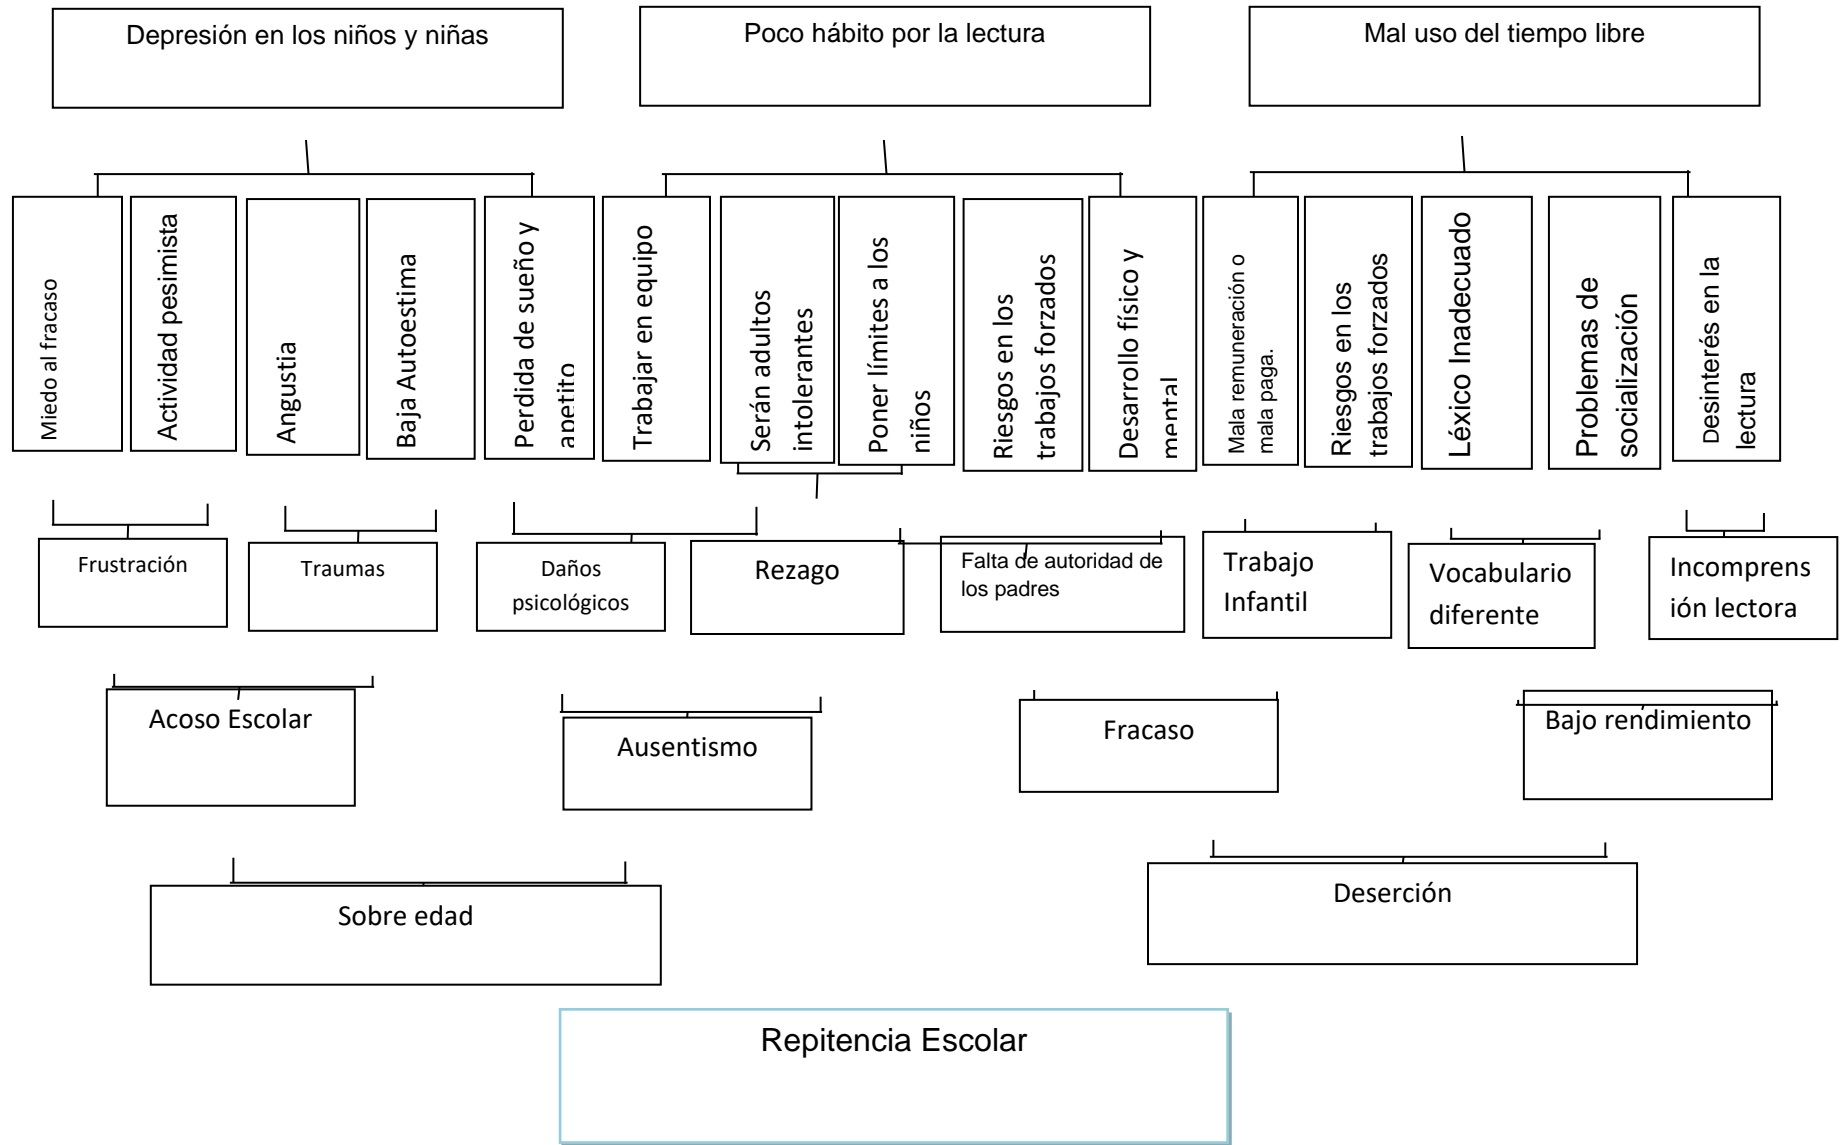 Depresión en los niños y niñas
Poco hábito por la lectura
Mal uso del tiempo libre
Miedo al fracaso
Actividad pesimista
Angustia
Baja Autoestima
Perdida de sueño y
apetito
Trabajar en equipo
Serán adultos
intolerantes
Poner límites a los
niños
Riesgos en los
trabajos forzados
Desarrollo físico y
mental
Mala remuneración o
mala paga.
Riesgos en los
trabajos forzados
Léxico Inadecuado
Problemas de
socialización
Desinterés en la
lectura
Frustración
Traumas
Daños
psicológicos
Rezago
Falta de autoridad de
los padres
Trabajo
Infantil
Vocabulario
diferente
Incomprens
ión lectora
Acoso Escolar
Ausentismo
Fracaso
Bajo rendimiento
Sobre edad
Deserción
Repitencia Escolar